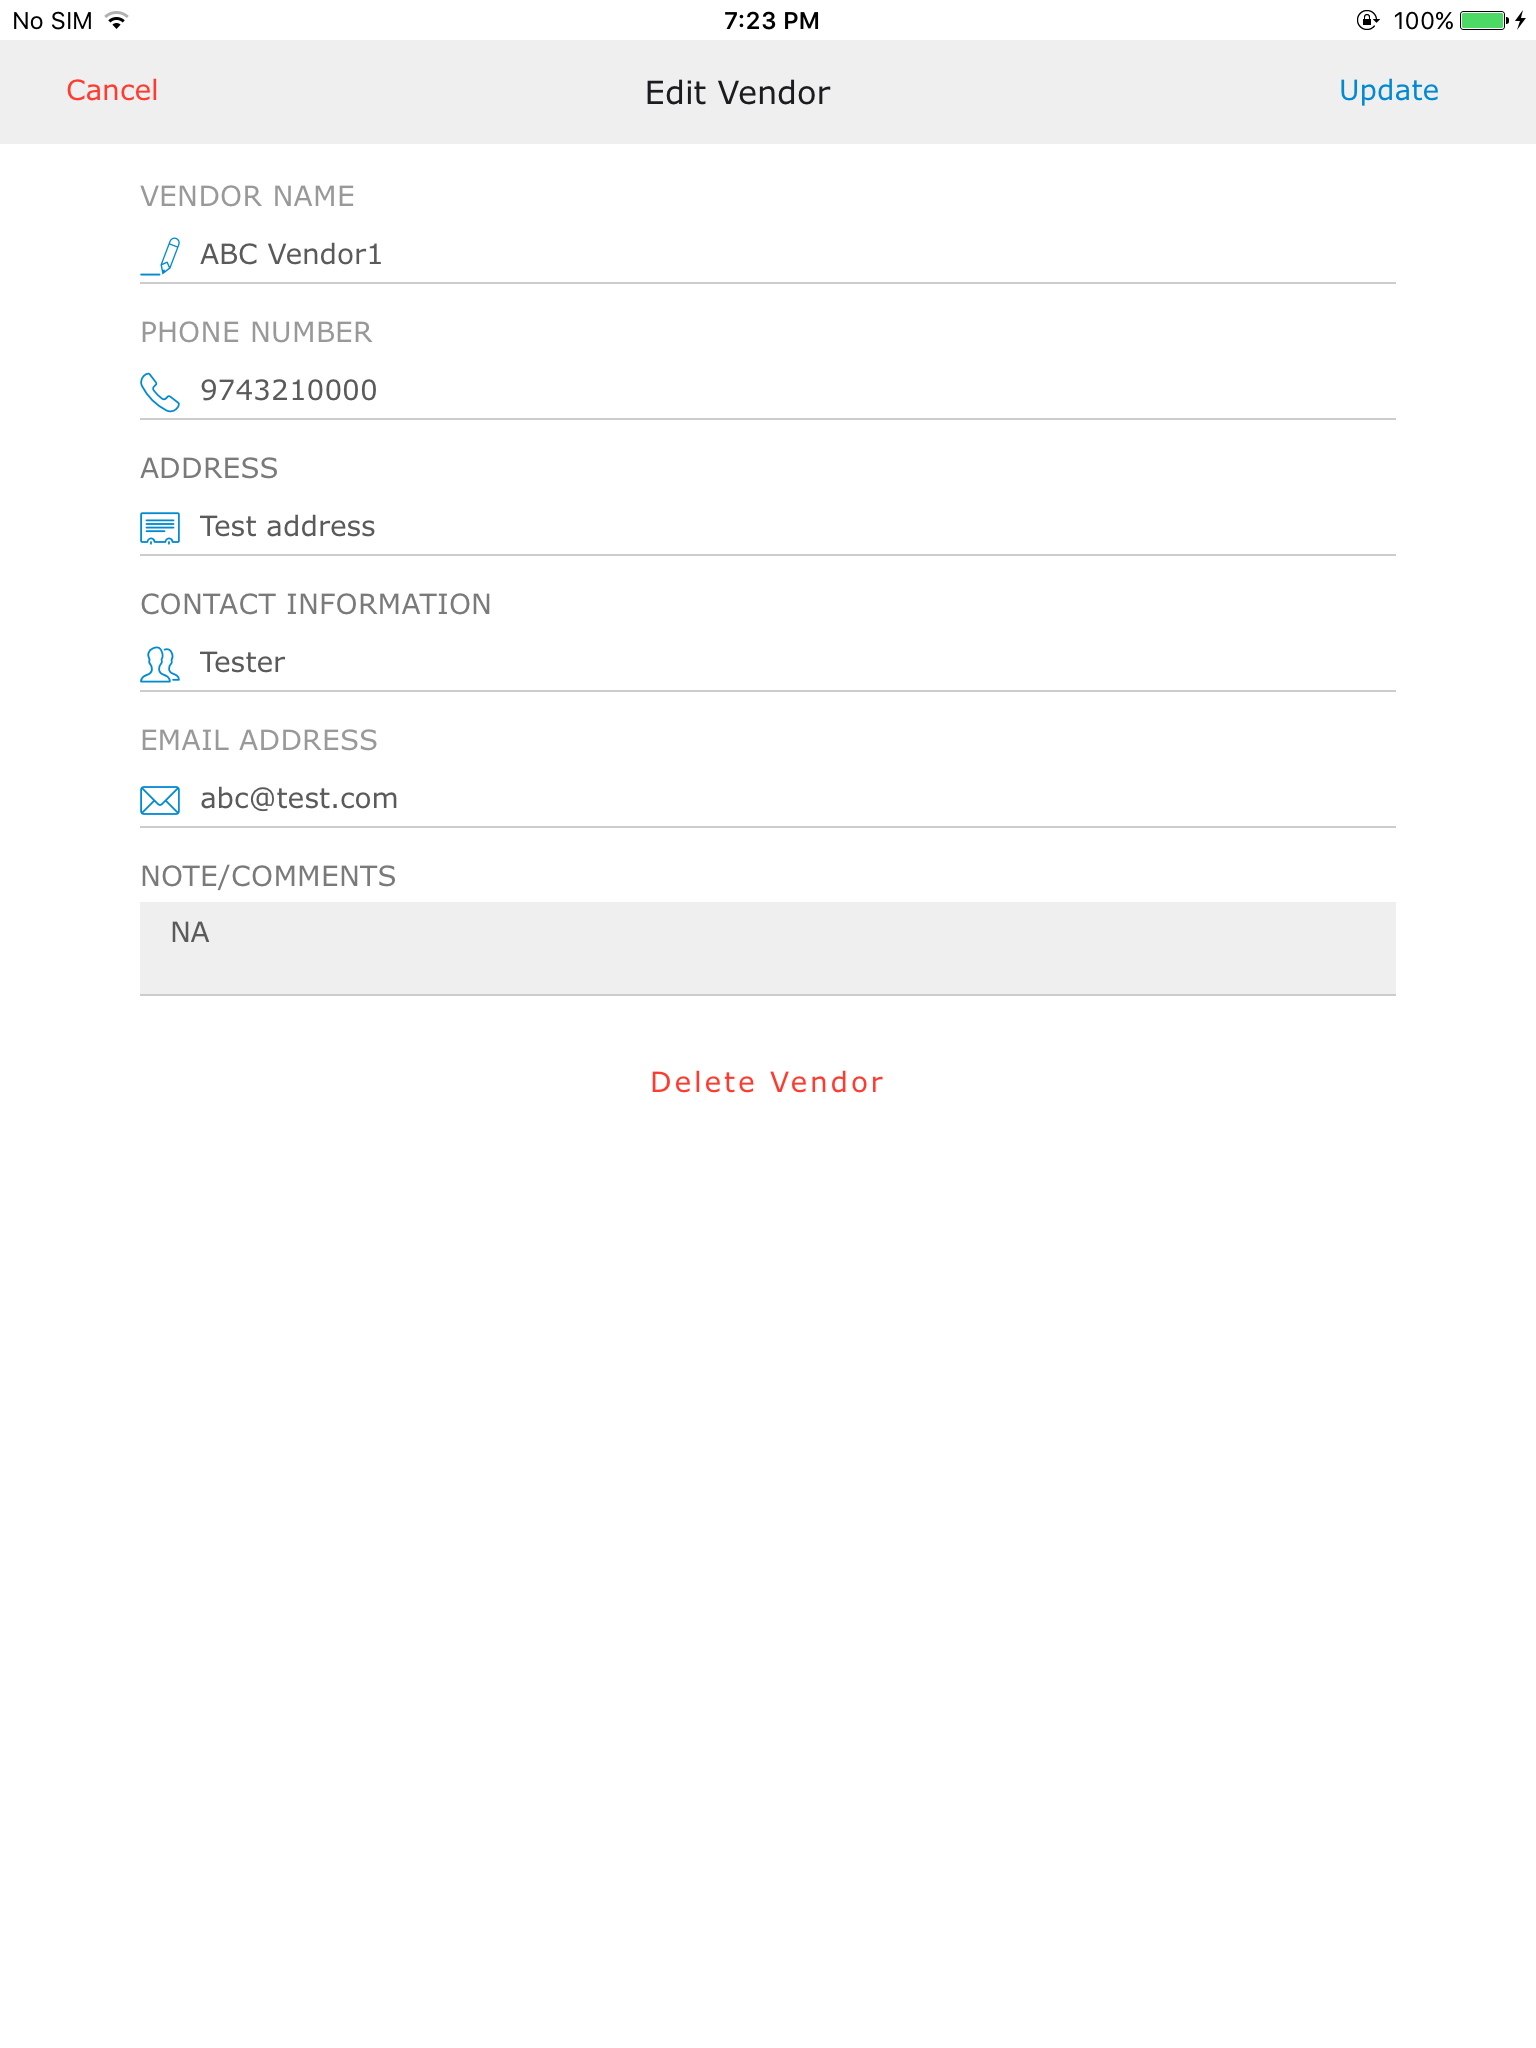 No SIM 7:23 PM 100%
Cancel Edit Vendor Update
VENDOR NAME
ABC Vendor1
PHONE NUMBER
9743210000
ADDRESS
Test address
CONTACT INFORMATION
Tester
EMAIL ADDRESS
abc@test.com
NOTE/COMMENTS
NA
Delete Vendor